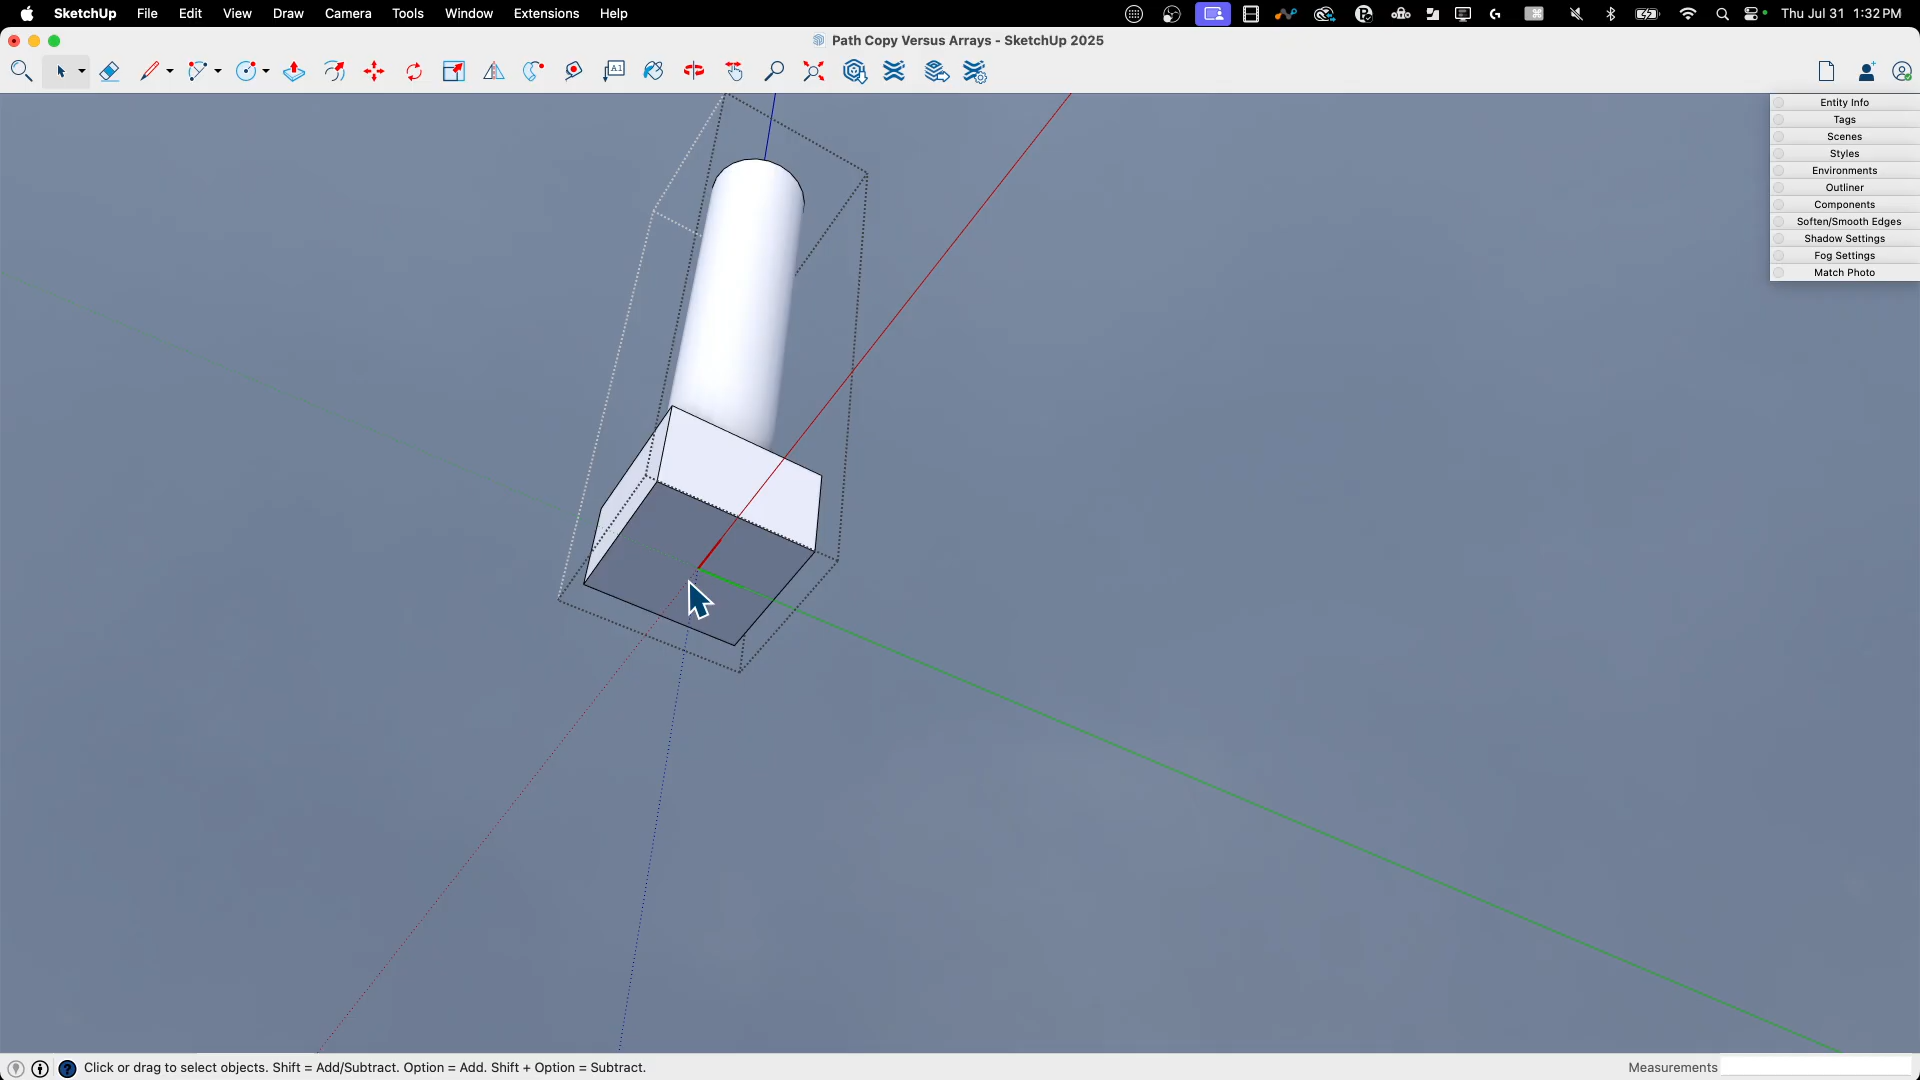 SketchUp File Edit View Draw Camera Tools Window Extensions Help Thu Jul 31 1:32 PM
Path Copy Versus Arrays - SketchUp 2025
A1
Entity Info
Tags
Scenes
Styles
Environments
Outliner
Components
Soften/Smooth Edges
Shadow Settings
Fog Settings
Match Photo
Click or drag to select objects. Shift = Add/Subtract. Option = Add. Shift + Option = Subtract. Measurements